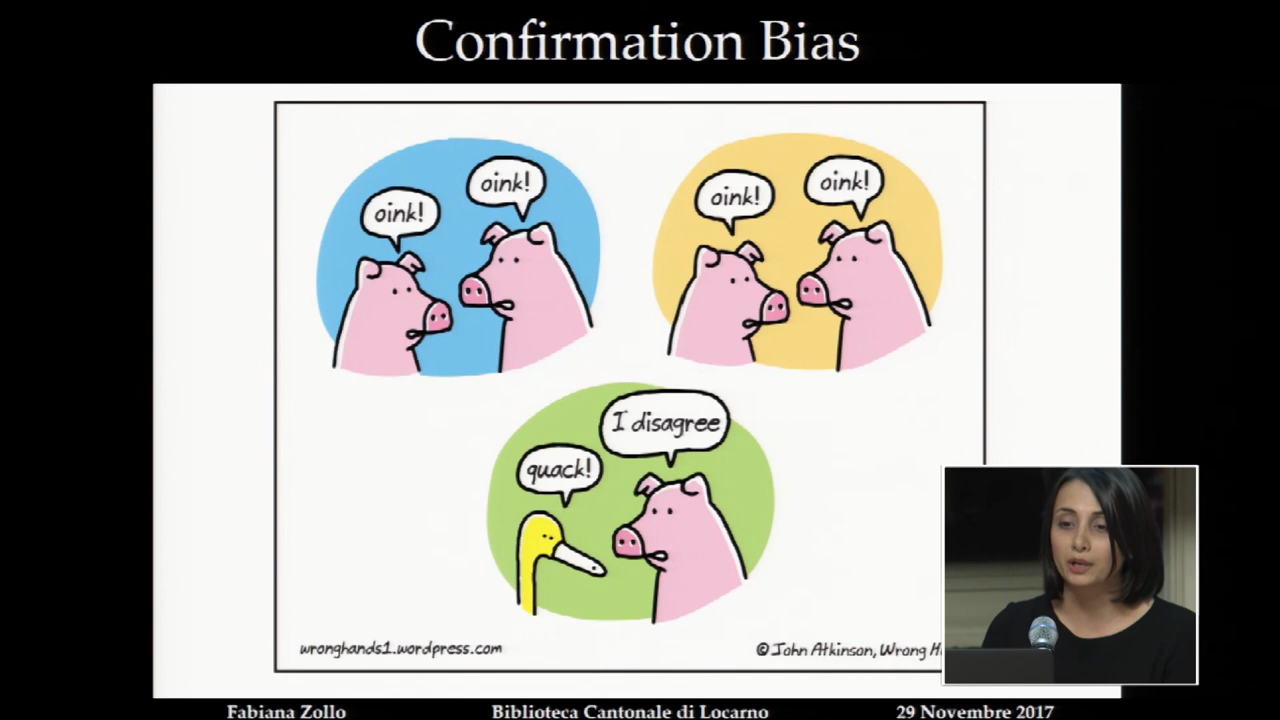 Confirmation Bias
oink!
oink!
oink!
oink!
quack!
I disagree
wronghands1.wordpress.com
© John Atkinson, Wrong
Fabiana Zollo
Biblioteca Cantonale di Locarno
29 Novembre 2017